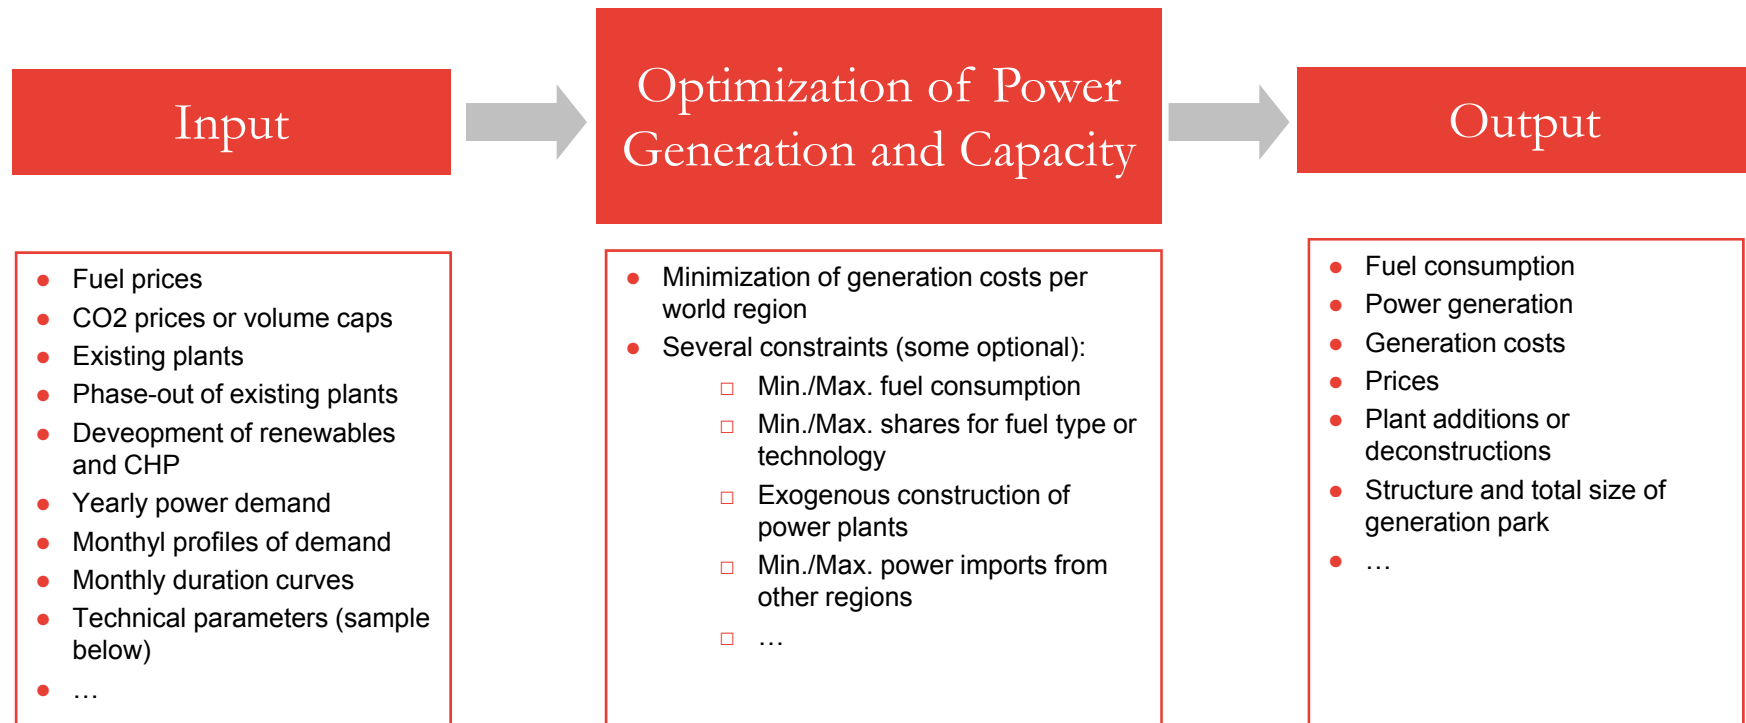 Input
Optimization of Power
Generation and Capacity
Output
• Fuel prices
• CO2 prices or volume caps
• Existing plants
• Phase-out of existing plants
• Deveopment of renewables
and CHP
• Yearly power demand
• Monthyl profiles of demand
• Monthly duration curves
• Technical parameters (sample
below)
• …
• Minimization of generation costs per
world region
• Several constraints (some optional):
□ Min./Max. fuel consumption
□ Min./Max. shares for fuel type or
technology
□ Exogenous construction of
power plants
□ Min./Max. power imports from
other regions
□ …
• Fuel consumption
• Power generation
• Generation costs
• Prices
• Plant additions or
deconstructions
• Structure and total size of
generation park
• …